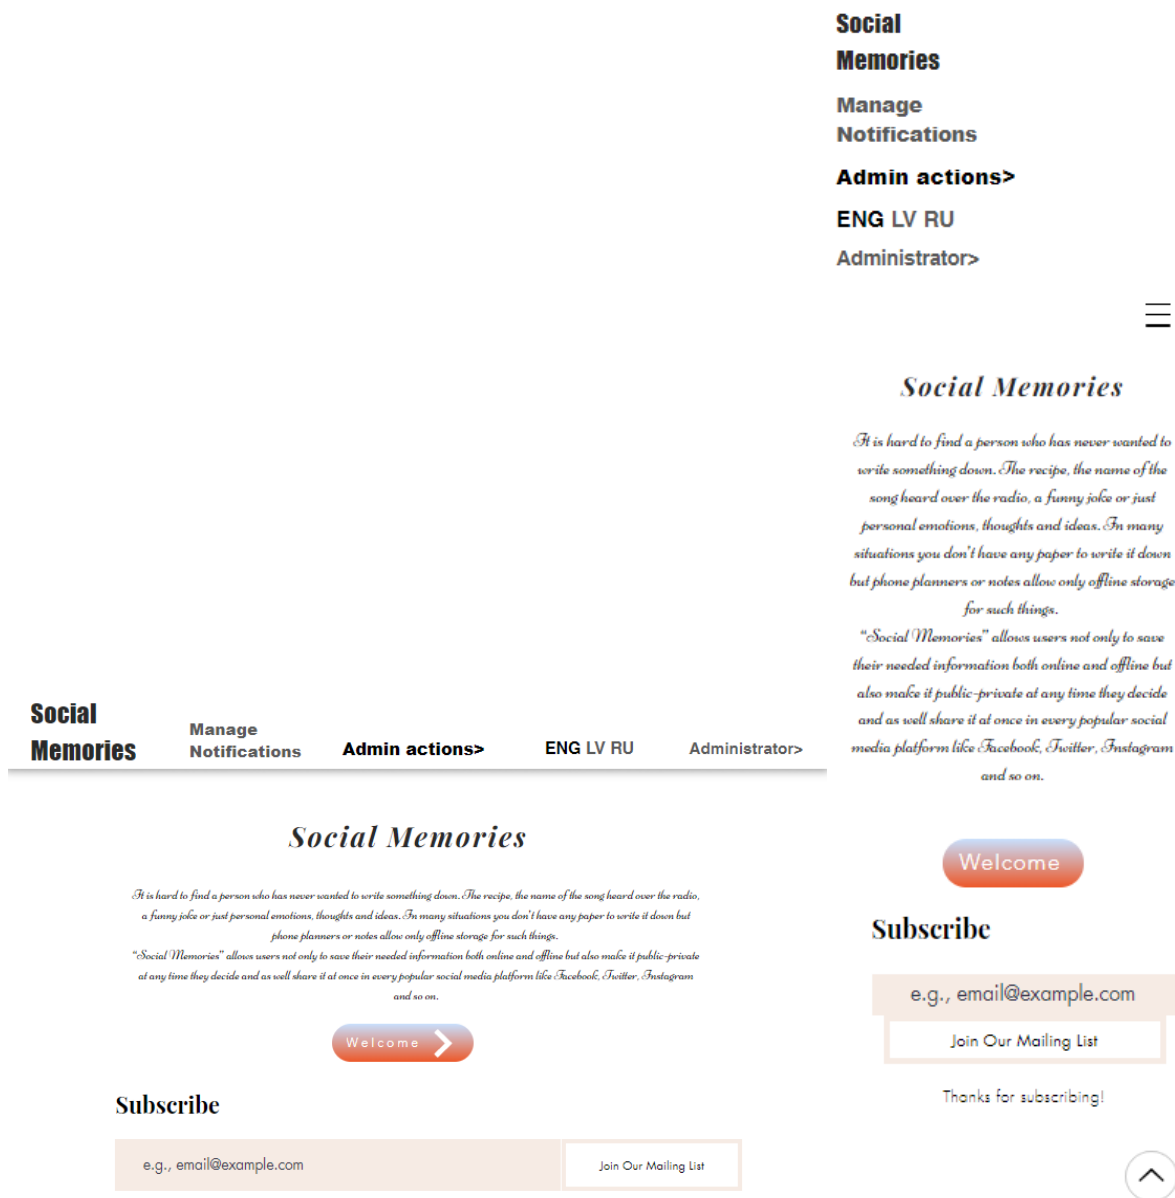 Social
Memories
Manage
Notifications
Admin actions>
ENG LV RU
Administrator>
Social Memories
It is hard to find a person who has never wanted to
write something down. The recipe, the name of the
song heard over the radio, a funny joke or just
personal emotions, thoughts and ideas. In many
situations you don't have any paper to write it down
but phone planners or notes allow only offline storage
for such things.
“Social Memories” allows users not only to save
their needed information both online and offline but
also make it public-private at any time they decide
and as well share it at once in every popular social
media platform like Facebook, Twitter, Instagram
and so on.
Welcome
Subscribe
e.g., email@example.com
Join Our Mailing List
Thanks for subscribing!
Social
Memories
Manage
Notifications
Admin actions>
ENG LV RU
Administrator>
Social Memories
It is hard to find a person who has never wanted to write something down. The recipe, the name of the song heard over the radio,
a funny joke or just personal emotions, thoughts and ideas. In many situations you don't have any paper to write it down but
phone planners or notes allow only offline storage for such things.
“Social Memories” allows users not only to save their needed information both online and offline but also make it public-private
at any time they decide and as well share it at once in every popular social media platform like Facebook, Twitter, Instagram
and so on.
Welcome
Subscribe
e.g., email@example.com
Join Our Mailing List